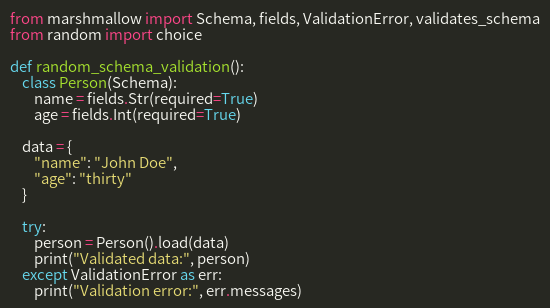 from marshmallow import Schema, fields, ValidationError, validates_schema
from random import choice

def random_schema_validation():
    class Person(Schema):
        name = fields.Str(required=True)
        age = fields.Int(required=True)

    data = {
        "name": "John Doe",
        "age": "thirty"
    }

    try:
        person = Person().load(data)
        print("Validated data:", person)
    except ValidationError as err:
        print("Validation error:", err.messages)